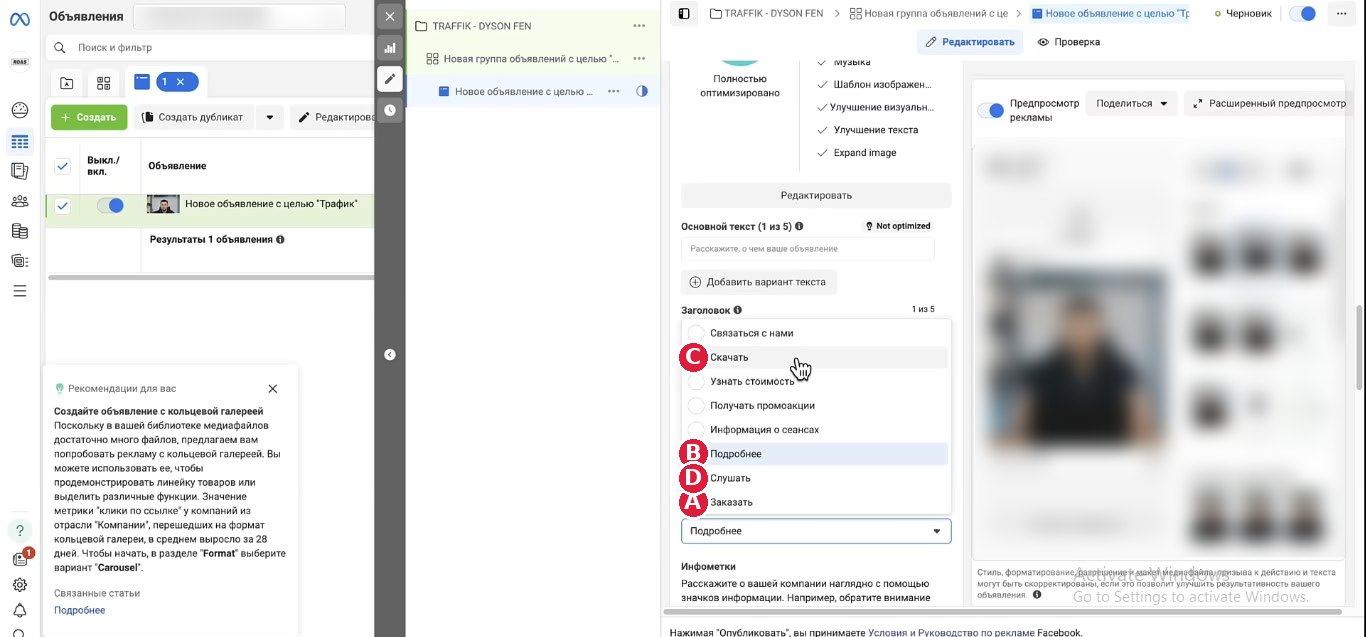 Объявления
Поиск и фильтр
1
Создать
Создать дубликат
Редактирова
Выкл./
вкл.
Объявление
Новое объявление с целью "Трафик"
Результаты 1 объявления
Рекомендации для вас
Создайте объявление с кольцевой галереей
Поскольку в вашей библиотеке медиафайлов
достаточно много файлов, предлагаем вам
попробовать рекламу с кольцевой галереей. Вы
можете использовать ее, чтобы
продемонстрировать линейку товаров или
выделить различные функции. Значение
метрики "клики по ссылке" у компаний из
отрасли "Компании", перешедших на формат
кольцевой галереи, в среднем выросло за 28
дней. Чтобы начать, в разделе "Format" выберите
вариант "Carousel".
Связанные статьи
Подробнее
?
1
TRAFFIK - DYSON FEN
Новая группа объявлений с целью "...
Новое объявление с целью ...
TRAFFIK - DYSON FEN
Новая группа объявлений с це
Новое объявление с целью "Тр
Черновик
Редактировать
Проверка
Полностью
оптимизировано
Музыка
Шаблон изображен...
Улучшение визуальн...
Улучшение текста
Expand image
Редактировать
Основной текст (1 из 5)
Not optimized
Расскажите, о чем ваше объявление
Добавить вариант текста
Заголовок
1 из 5
Связаться с нами
C Скачать
Узнать стоимость
Получать промоакции
Информация о сеансах
B Подробнее
D Слушать
A Заказать
Подробнее
Инфометки
Расскажите о вашей компании наглядно с помощью
значков информации. Например, обратите внимание
Предпросмотр
рекламы
Поделиться
Расширенный предпросмотр
Стиль, форматирование, разрешение и макет медиафайла, призыва к действию и текста
могут быть скорректированы, если это позволит улучшить результативность вашего
объявления.
Activate Windows
Go to Settings to activate Windows.
Нажимая "Опубликовать", вы принимаете Условия и Руководство по рекламе Facebook.